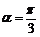 α = π/3